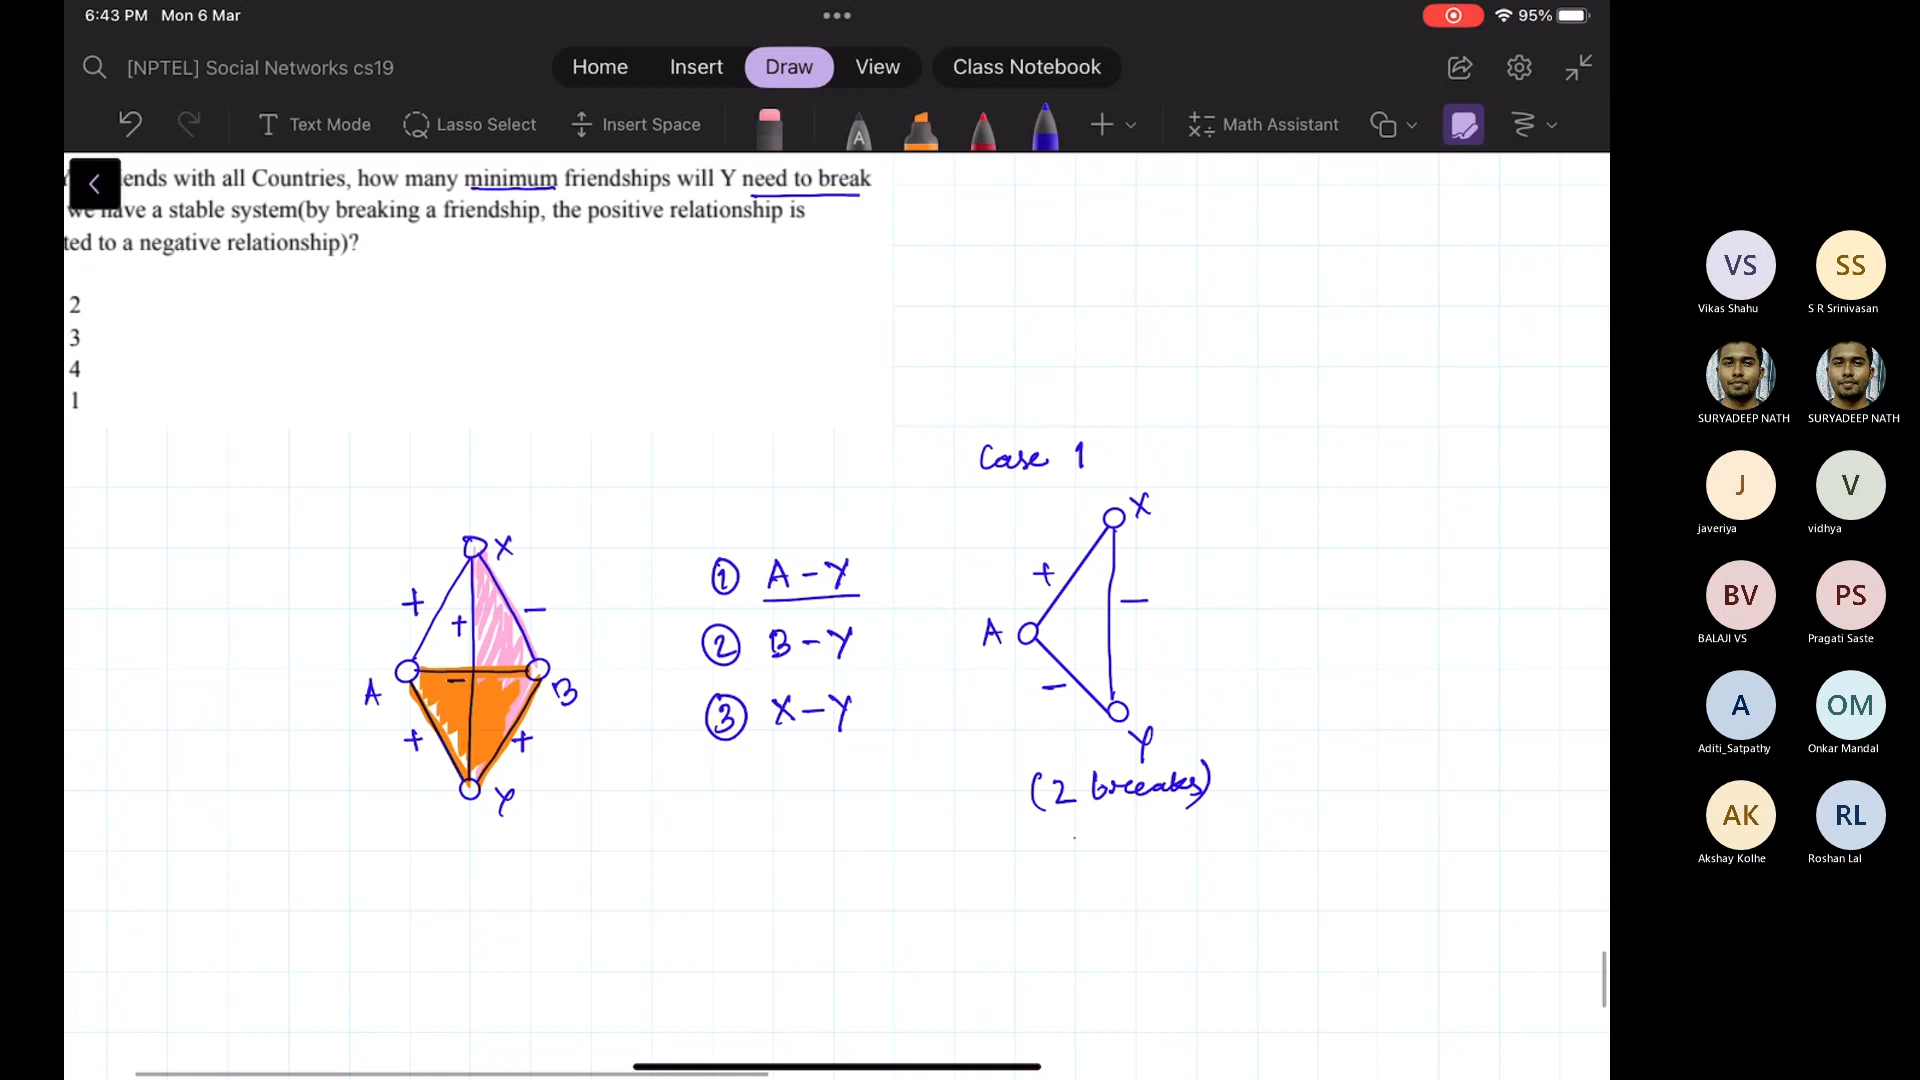 6:43 PM Mon 6 Mar
95%
[NPTEL] Social Networks cs19
Home Insert Draw View Class Notebook
Text Mode Lasso Select Insert Space A Math Assistant
ends with all Countries, how many minimum friendships will Y need to break
we have a stable system(by breaking a friendship, the positive relationship is
ted to a negative relationship)?
2
3
4
1
Case 1
X
+ + −
A − B
+ +
Y
① A - Y
② B - Y
③ X - Y
X
+ −
A
−
Y
(2 breaks)
VS SS
Vikas Shahu S R Srinivasan
SURYADEEP NATH SURYADEEP NATH
J V
javeriya vidhya
BV PS
BALAJI VS Pragati Saste
A OM
Aditi_Satpathy Onkar Mandal
AK RL
Akshay Kolhe Roshan Lal